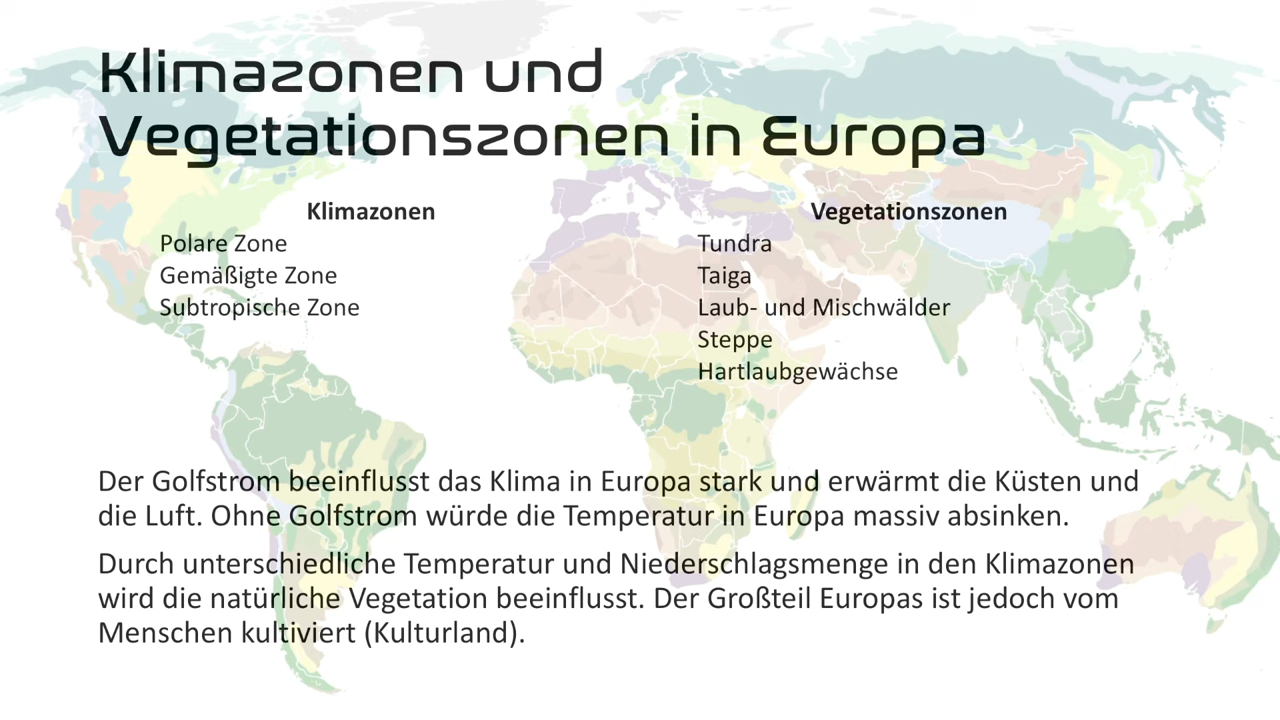 Klimazonen und
Vegetationszonen in Europa
Klimazonen
Polare Zone
Gemäßigte Zone
Subtropische Zone
Vegetationszonen
Tundra
Taiga
Laub- und Mischwälder
Steppe
Hartlaubgewächse
Der Golfstrom beeinflusst das Klima in Europa stark und erwärmt die Küsten und
die Luft. Ohne Golfstrom würde die Temperatur in Europa massiv absinken.
Durch unterschiedliche Temperatur und Niederschlagsmenge in den Klimazonen
wird die natürliche Vegetation beeinflusst. Der Großteil Europas ist jedoch vom
Menschen kultiviert (Kulturland).